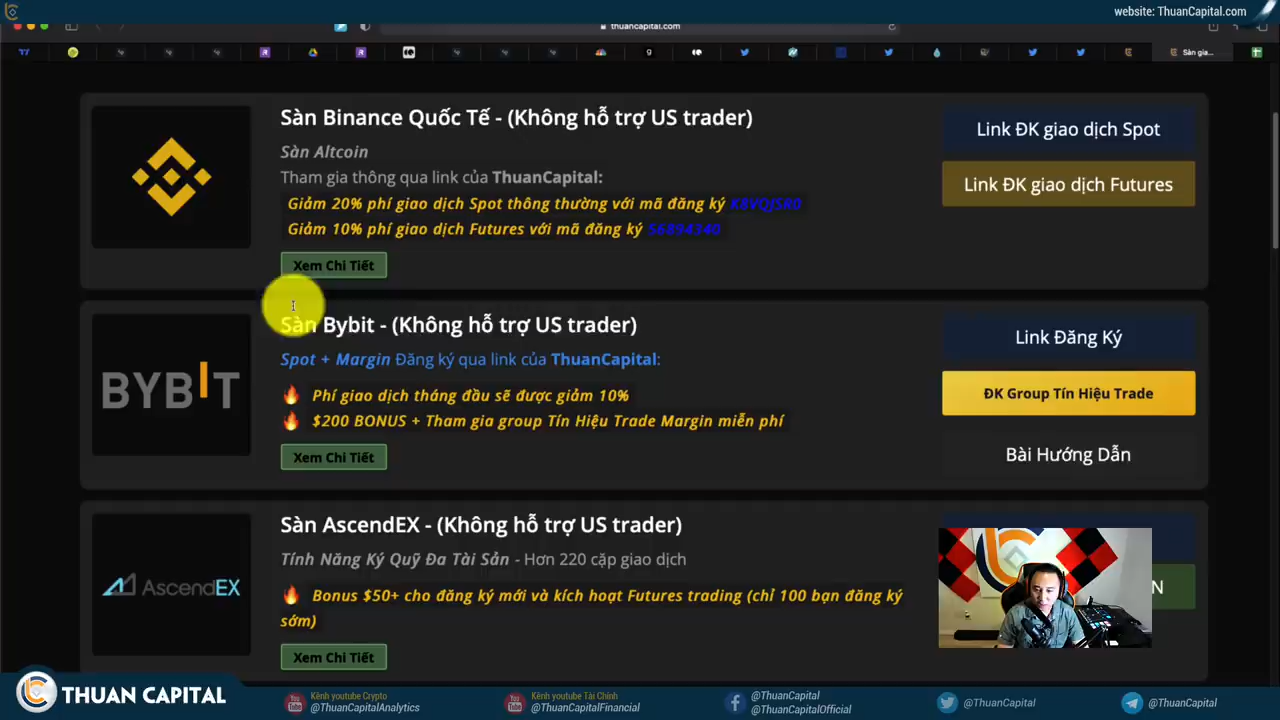 website: ThuanCapital.com
thuancapital.com
Sàn gia...
Sàn Binance Quốc Tế - (Không hỗ trợ US trader)
Sàn Altcoin
Tham gia thông qua link của ThuanCapital:
Giảm 20% phí giao dịch Spot thông thường với mã đăng ký
Giảm 10% phí giao dịch Futures với mã đăng ký 56894340
Xem Chi Tiết
Link ĐK giao dịch Spot
Link ĐK giao dịch Futures
Sàn Bybit - (Không hỗ trợ US trader)
Spot + Margin Đăng ký qua link của ThuanCapital:
Phí giao dịch tháng đầu sẽ được giảm 10%
$200 BONUS + Tham gia group Tín Hiệu Trade Margin miễn phí
Xem Chi Tiết
BYBIT
Link Đăng Ký
ĐK Group Tín Hiệu Trade
Bài Hướng Dẫn
Sàn AscendEX - (Không hỗ trợ US trader)
Tính Năng Ký Quỹ Đa Tài Sản - Hơn 220 cặp giao dịch
Bonus $50+ cho đăng ký mới và kích hoạt Futures trading (chỉ 100 bạn đăng ký
sớm)
Xem Chi Tiết
AscendEX
N
THUAN CAPITAL
Kênh youtube Crypto
@ThuanCapitalAnalytics
Kênh youtube Tài Chính
@ThuanCapitalFinancial
@ThuanCapital
@ThuanCapitalOfficial
@ThuanCapital
@ThuanCapital